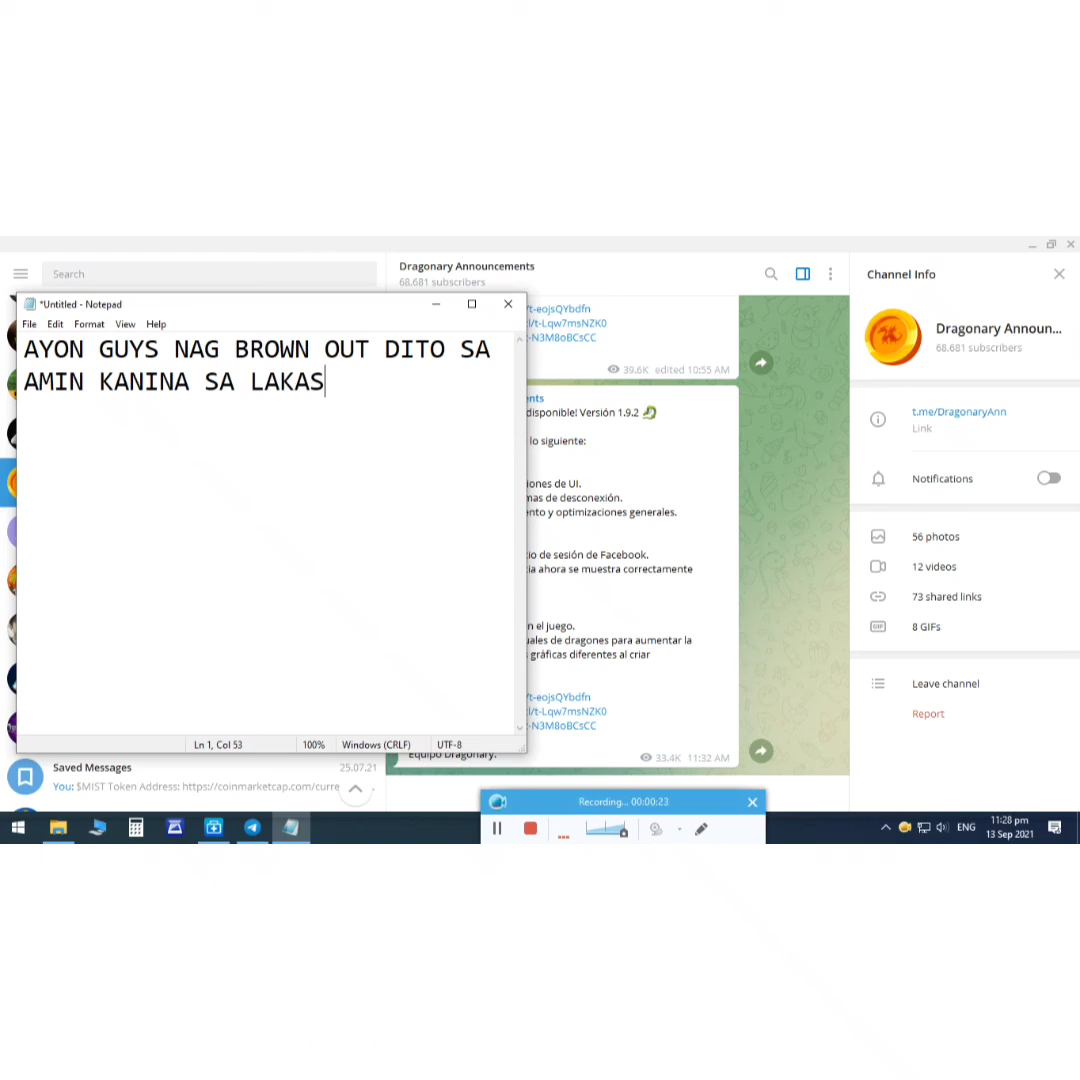 Search
Dragonary Announcements
68.681 subscribers
Channel Info
*Untitled - Notepad
File Edit Format View Help
AYON GUYS NAG BROWN OUT DITO SA
AMIN KANINA SA LAKAS
Ln 1, Col 53 100% Windows (CRLF) UTF-8
t-eojsQYbdfn
/t-Lqw7msNZK0
-N3M8oBCsCC
39.6K edited 10:55 AM
nts
disponible! Versión 1.9.2
lo siguiente:
iones de UI.
mas de desconexión.
nto y optimizaciones generales.
io de sesión de Facebook.
ia ahora se muestra correctamente
n el juego.
uales de dragones para aumentar la
gráficas diferentes al criar
t-eojsQYbdfn
/t-Lqw7msNZK0
-N3M8oBCsCC
Equipo Dragonary.
33.4K 11:32 AM
Saved Messages 25.07.21
You: $MIST Token Address: https://coinmarketcap.com/curre
Dragonary Announ...
68.681 subscribers
t.me/DragonaryAnn
Link
Notifications
56 photos
12 videos
73 shared links
GIF 8 GIFs
Leave channel
Report
Recording... 00:00:23
ENG
11:28 pm
13 Sep 2021